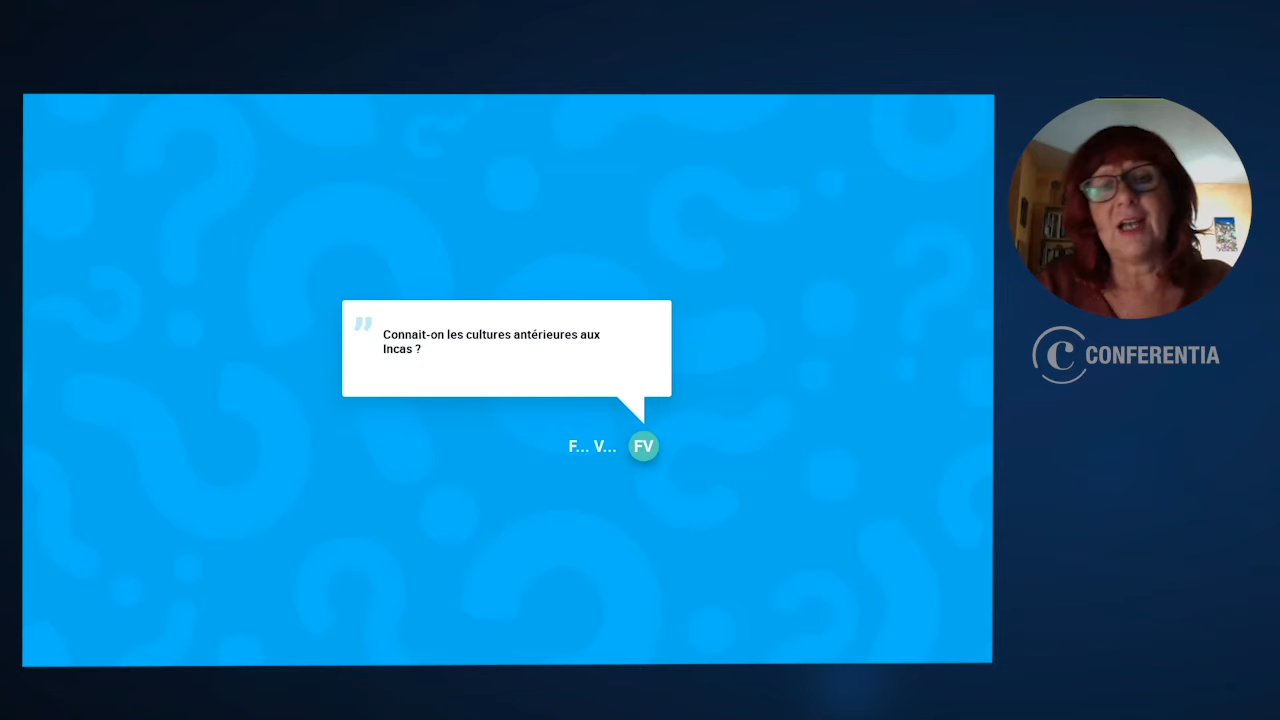 Connait-on les cultures antérieures aux
Incas ?
F... V... FV
C CONFERENTIA